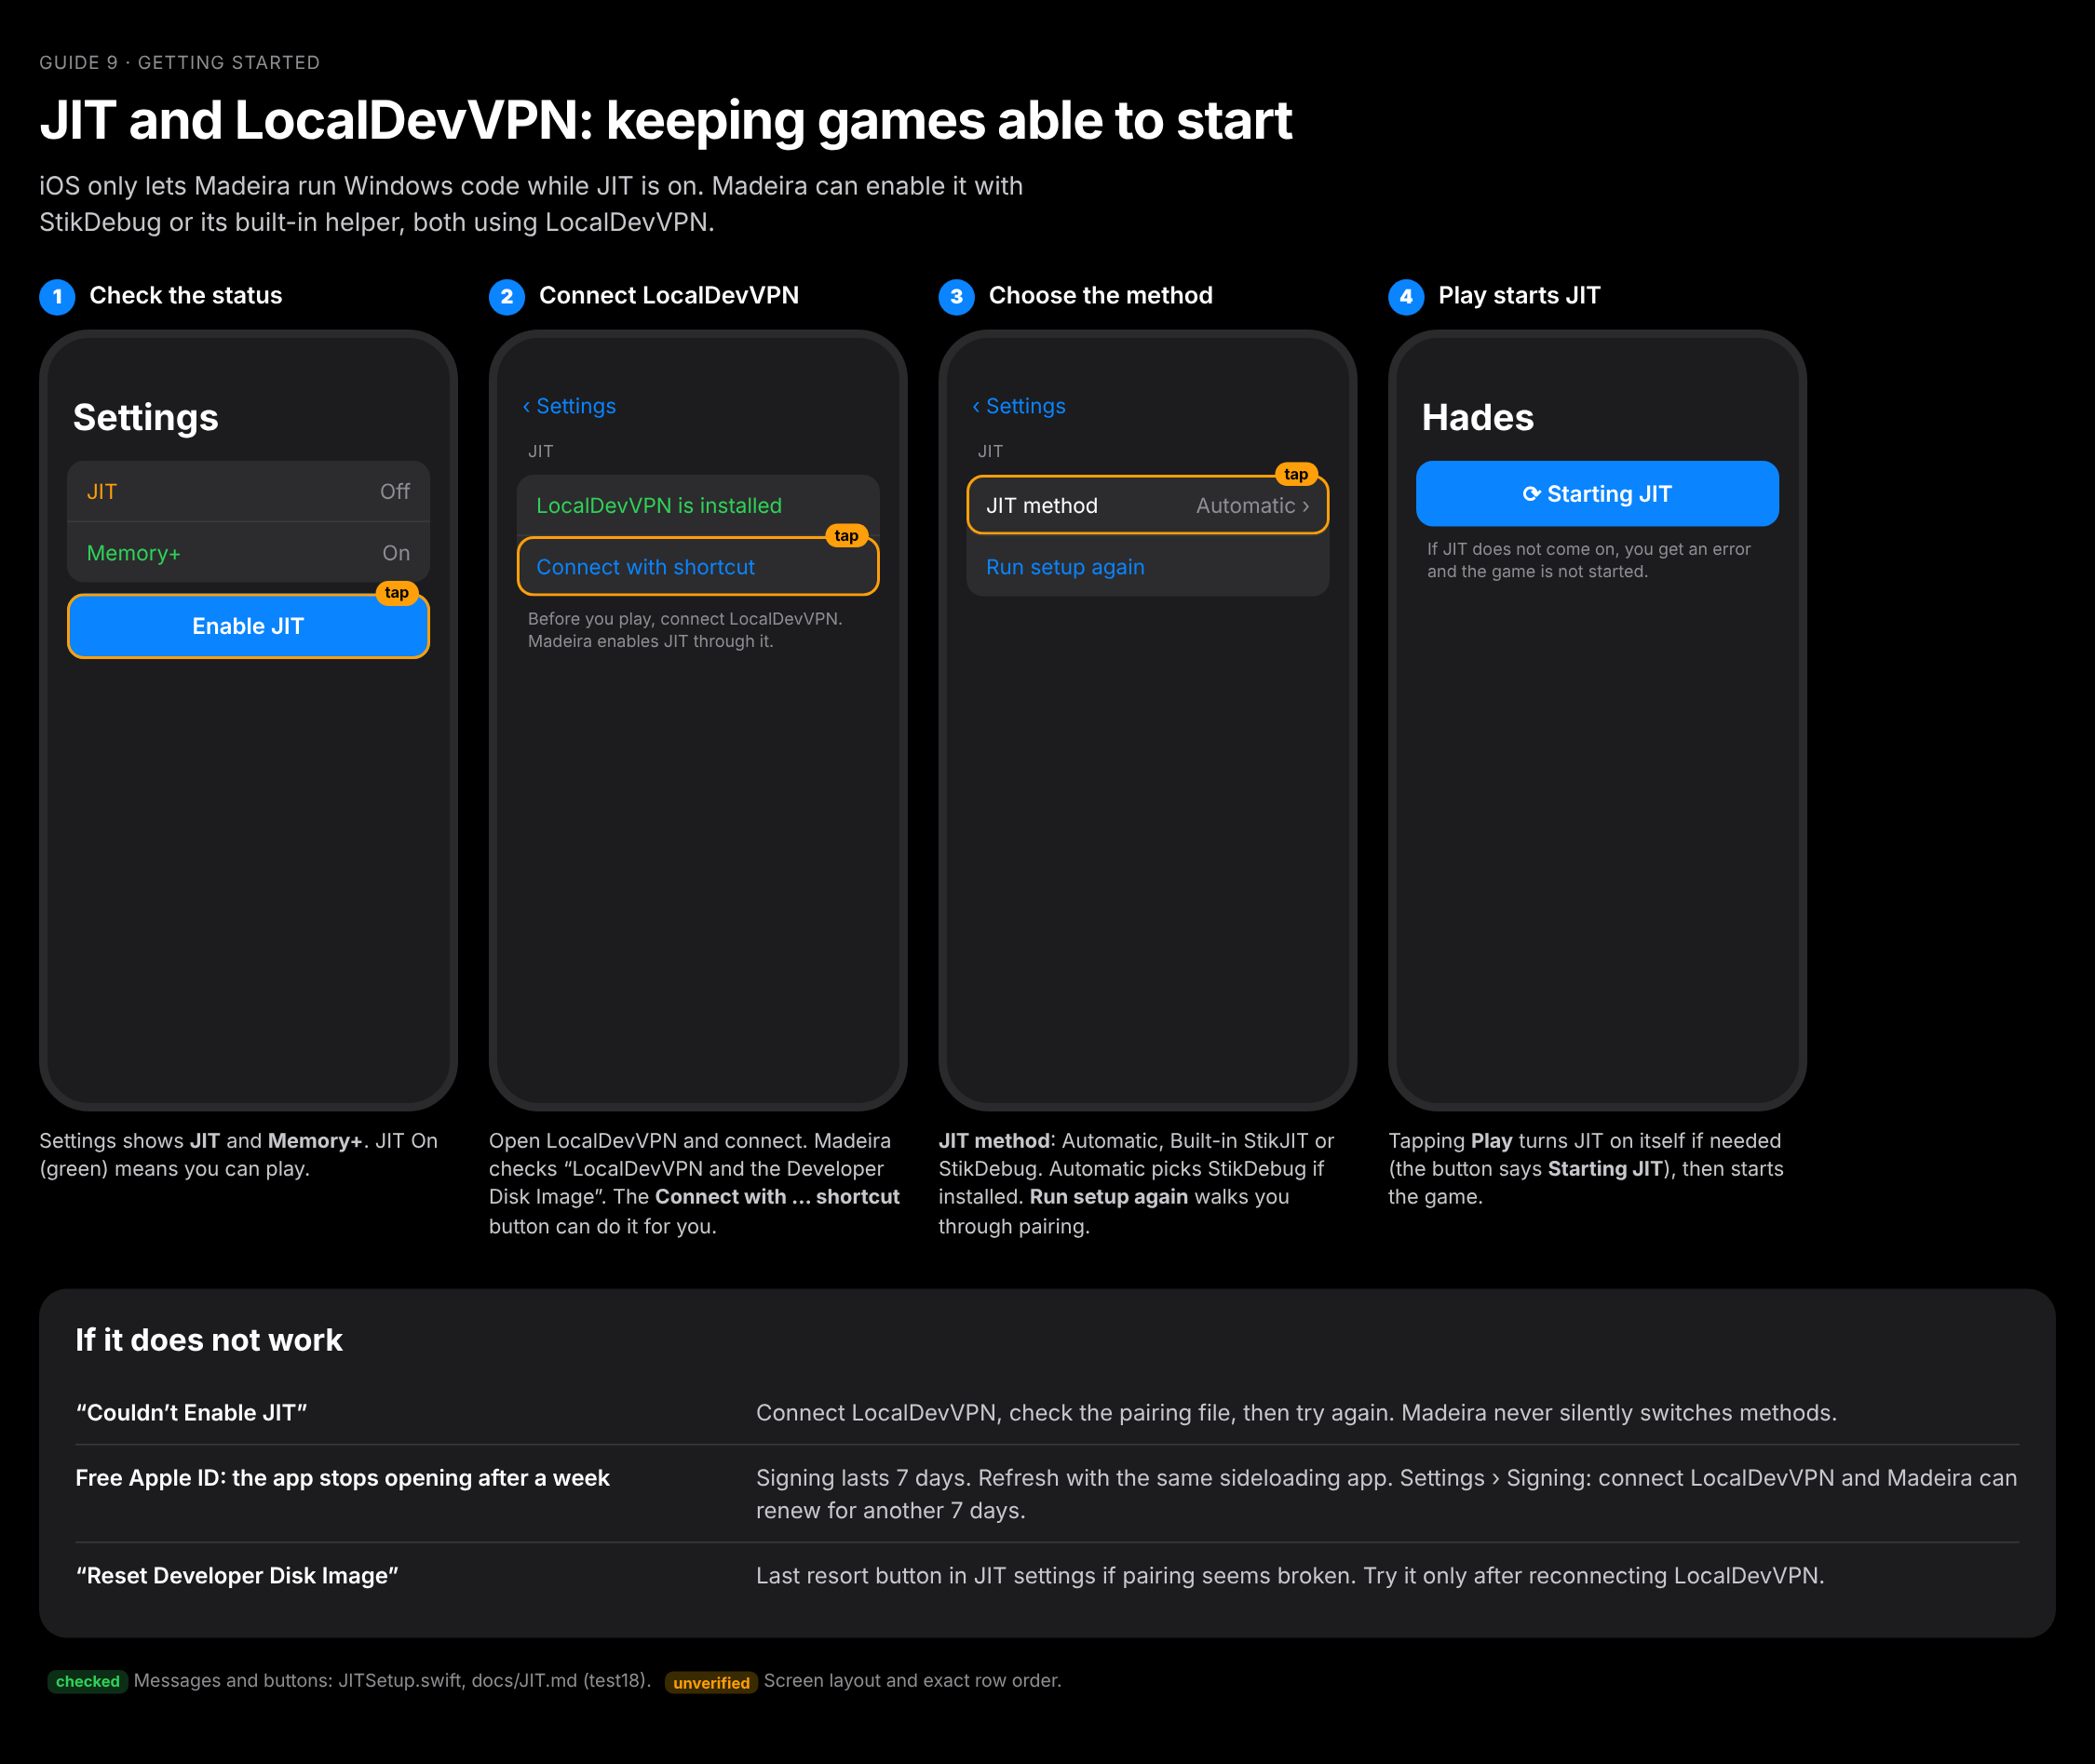 GUIDE 9 · GETTING STARTED
JIT and LocalDevVPN: keeping games able to start
iOS only lets Madeira run Windows code while JIT is on. Madeira can enable it with
StikDebug or its built-in helper, both using LocalDevVPN.
1 Check the status
Settings
JIT Off
Memory+ On
tap
Enable JIT
Settings shows JIT and Memory+. JIT On
(green) means you can play.
2 Connect LocalDevVPN
‹ Settings
JIT
LocalDevVPN is installed
tap
Connect with shortcut
Before you play, connect LocalDevVPN.
Madeira enables JIT through it.
Open LocalDevVPN and connect. Madeira
checks “LocalDevVPN and the Developer
Disk Image”. The Connect with … shortcut
button can do it for you.
3 Choose the method
‹ Settings
JIT
tap
JIT method Automatic ›
Run setup again
JIT method: Automatic, Built-in StikJIT or
StikDebug. Automatic picks StikDebug if
installed. Run setup again walks you
through pairing.
4 Play starts JIT
Hades
⟳ Starting JIT
If JIT does not come on, you get an error
and the game is not started.
Tapping Play turns JIT on itself if needed
(the button says Starting JIT), then starts
the game.
If it does not work
“Couldn’t Enable JIT” Connect LocalDevVPN, check the pairing file, then try again. Madeira never silently switches methods.
Free Apple ID: the app stops opening after a week Signing lasts 7 days. Refresh with the same sideloading app. Settings › Signing: connect LocalDevVPN and Madeira can
renew for another 7 days.
“Reset Developer Disk Image” Last resort button in JIT settings if pairing seems broken. Try it only after reconnecting LocalDevVPN.
checked Messages and buttons: JITSetup.swift, docs/JIT.md (test18). unverified Screen layout and exact row order.